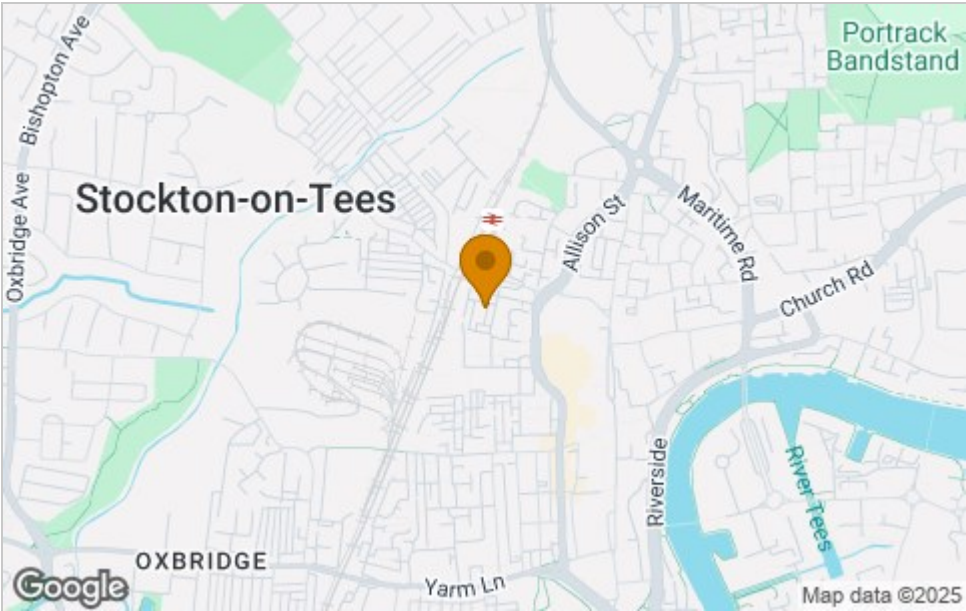 Bishopton Ave
Portrack
Bandstand
Stockton-on-Tees
Oxbridge Ave
Allison St
Maritime Rd
Church Rd
Riverside
River Tees
OXBRIDGE
Yarm Ln
Google
Map data ©2025